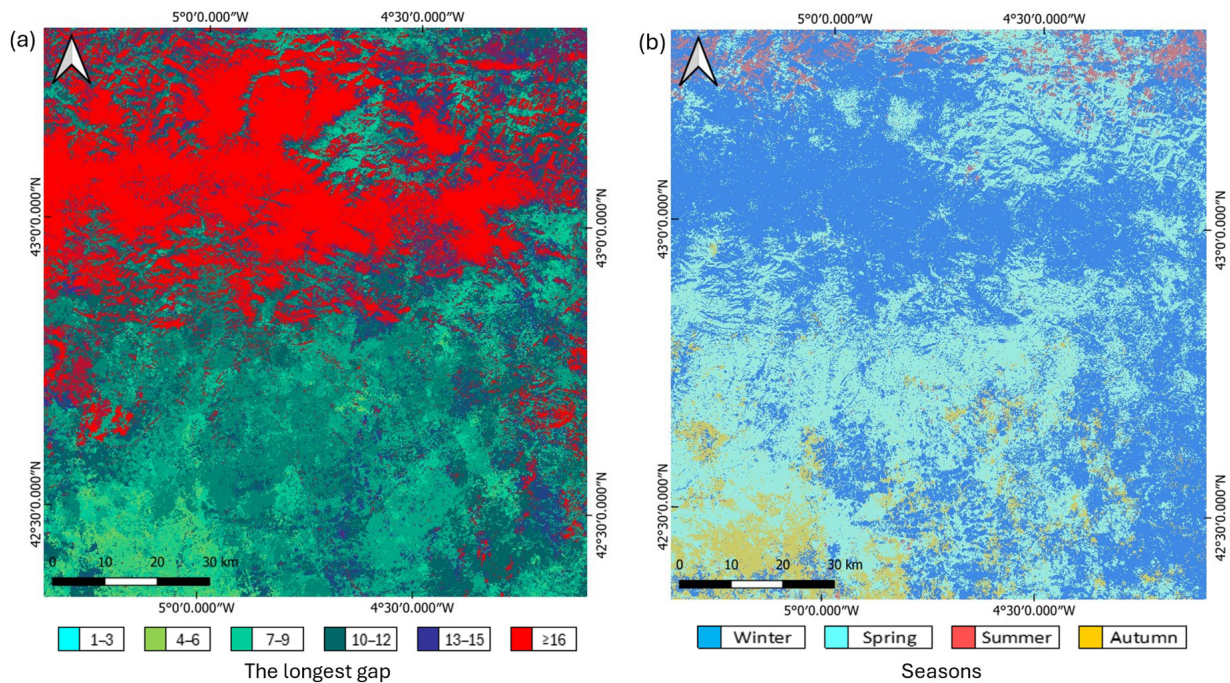 (a)
5°0′0.000″W 4°30′0.000″W
43°0′0.000″N
43°0′0.000″N
42°30′0.000″N
42°30′0.000″N
0 10 20 30 km
5°0′0.000″W 4°30′0.000″W
1–3 4–6 7–9 10–12 13–15 ≥16
The longest gap
(b)
5°0′0.000″W 4°30′0.000″W
43°0′0.000″N
43°0′0.000″N
42°30′0.000″N
42°30′0.000″N
0 10 20 30 km
5°0′0.000″W 4°30′0.000″W
Winter Spring Summer Autumn
Seasons